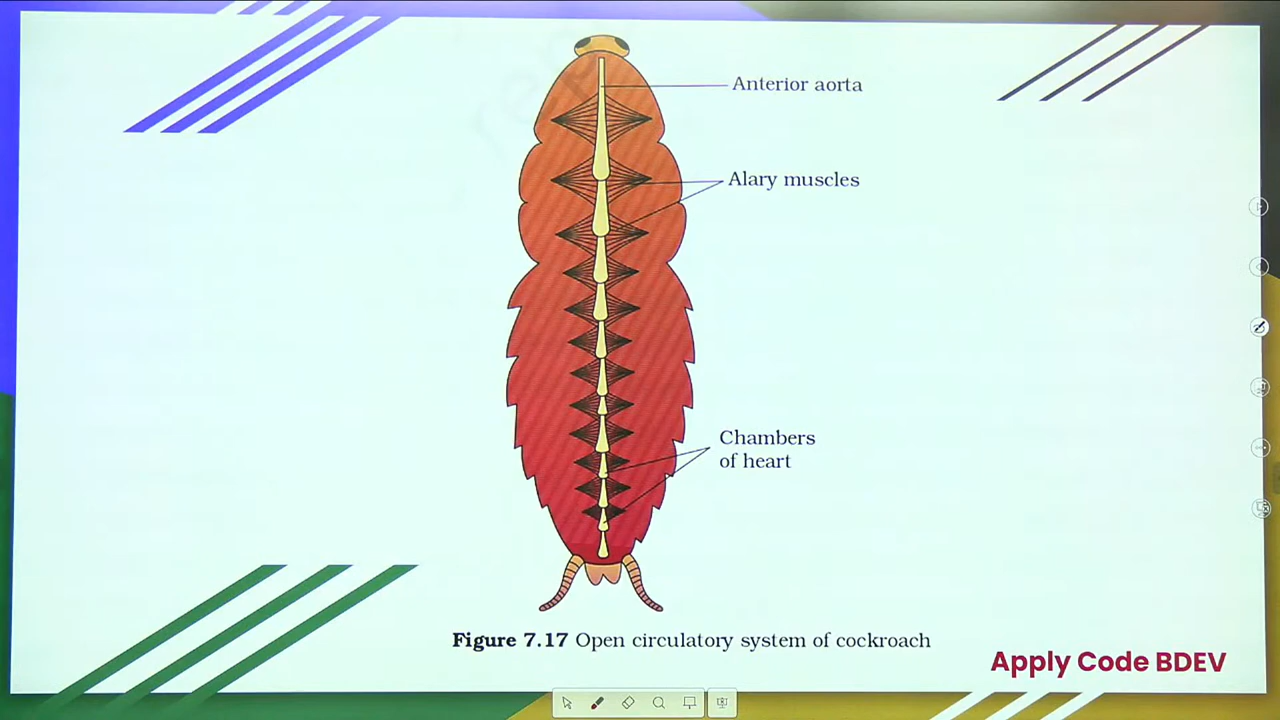 Anterior aorta
Alary muscles
Chambers
of heart
Figure 7.17 Open circulatory system of cockroach
Apply Code BDEV